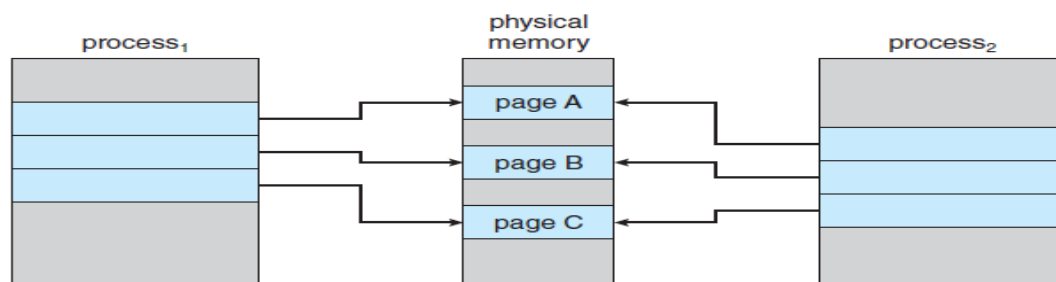 process₁
physical
memory
process₂
page A
page B
page C